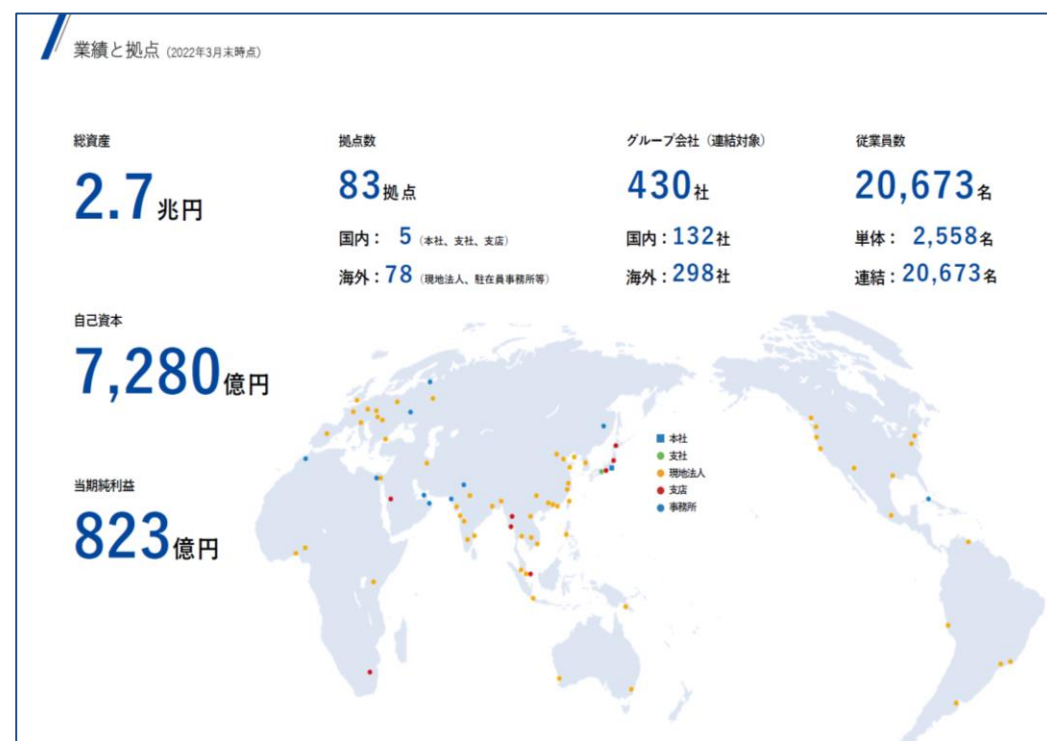 業績と拠点 (2022年3月末時点)
総資産
2.7兆円
拠点数
83拠点
国内： 5 (本社、支社、支店)
海外：78 (現地法人、駐在員事務所等)
グループ会社（連結対象）
430社
国内：132社
海外：298社
従業員数
20,673名
単体： 2,558名
連結：20,673名
自己資本
7,280億円
当期純利益
823億円
本社
支社
現地法人
支店
事務所